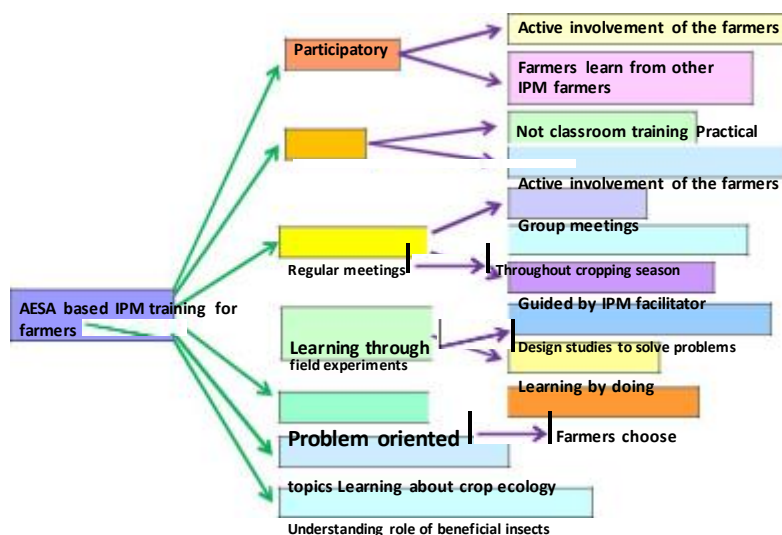 Participatory
Active involvement of the farmers
Farmers learn from other
IPM farmers
Not classroom training Practical
Active involvement of the farmers
Group meetings
Regular meetings
Throughout cropping season
AESA based IPM training for
farmers
Guided by IPM facilitator
Learning through
field experiments
Design studies to solve problems
Learning by doing
Problem oriented
Farmers choose
topics Learning about crop ecology
Understanding role of beneficial insects